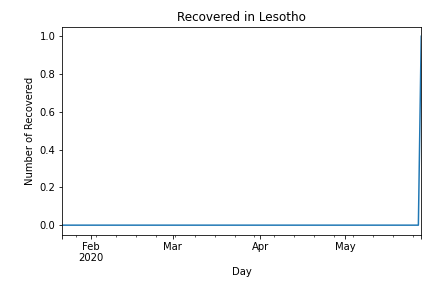 Recovered in Lesotho
1.0
0.8
0.6
0.4
0.2
0.0
Number of Recovered
Feb
2020
Mar
Apr
May
Day